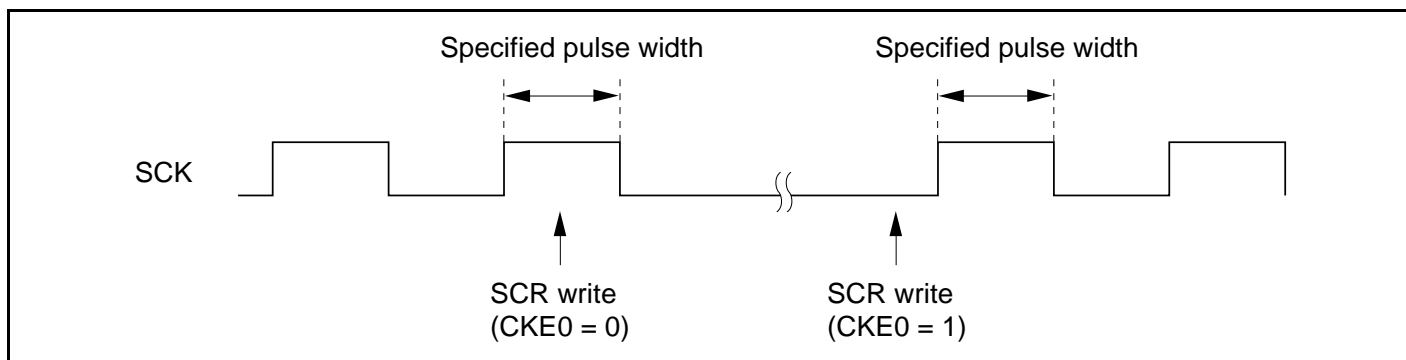 Specified pulse width
Specified pulse width
SCK
SCR write
(CKE0 = 0)
SCR write
(CKE0 = 1)